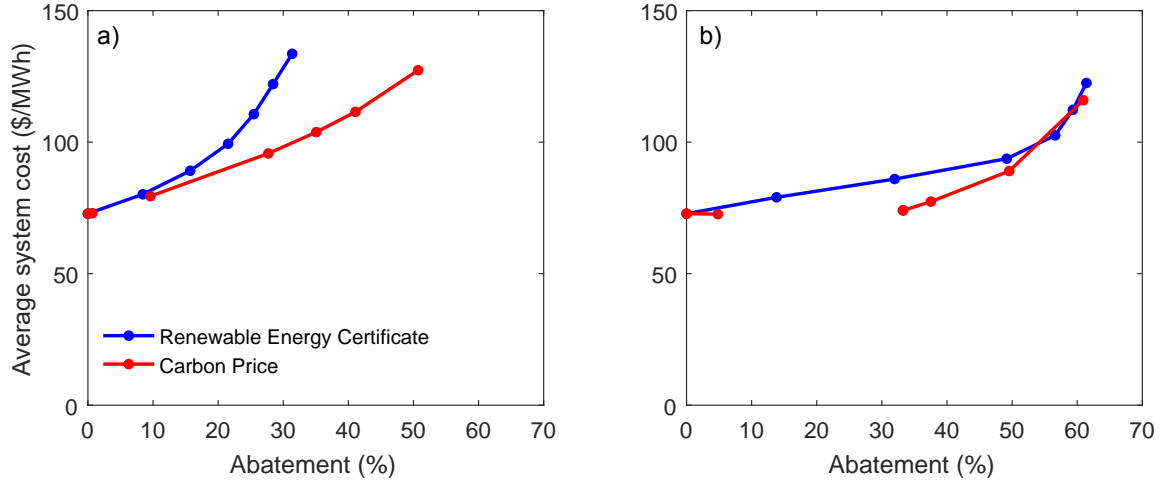 a)
150
100
50
0
Average system cost ($/MWh)
Renewable Energy Certificate
Carbon Price
0 10 20 30 40 50 60 70
Abatement (%)
b)
150
100
50
0
0 10 20 30 40 50 60 70
Abatement (%)